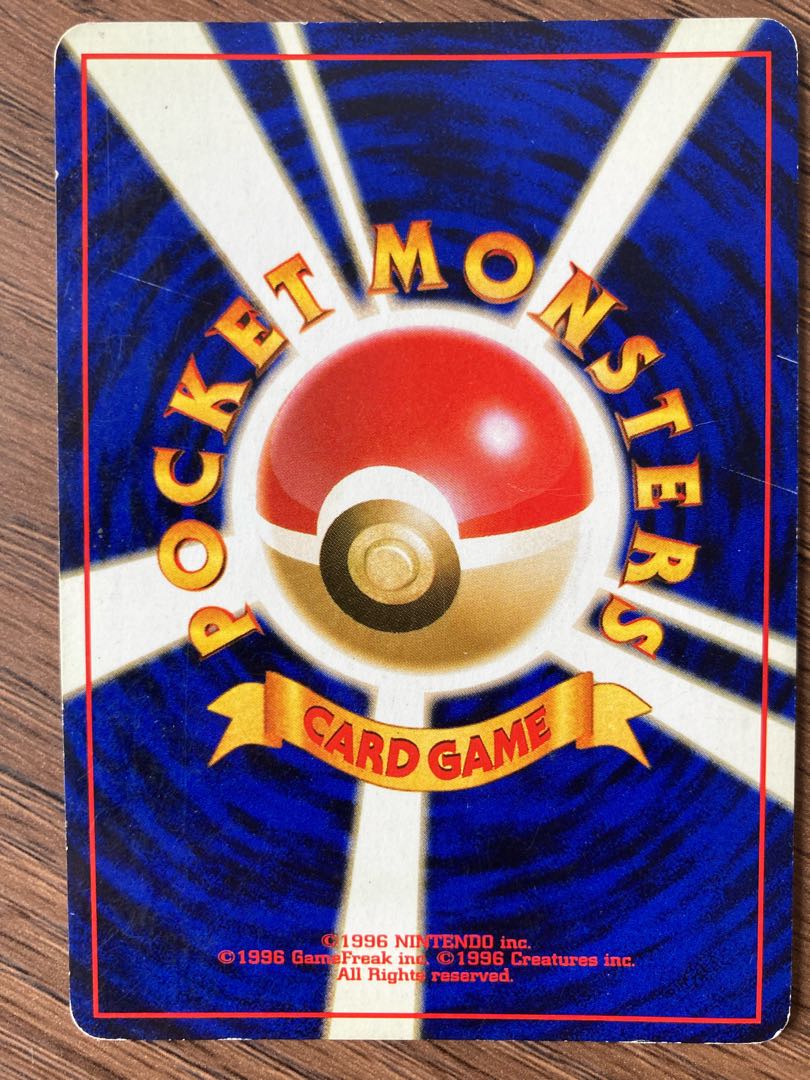 POCKET MONSTERS
CARD GAME
©1996 NINTENDO inc.
©1996 GameFreak inc. ©1996 Creatures inc.
All Rights reserved.